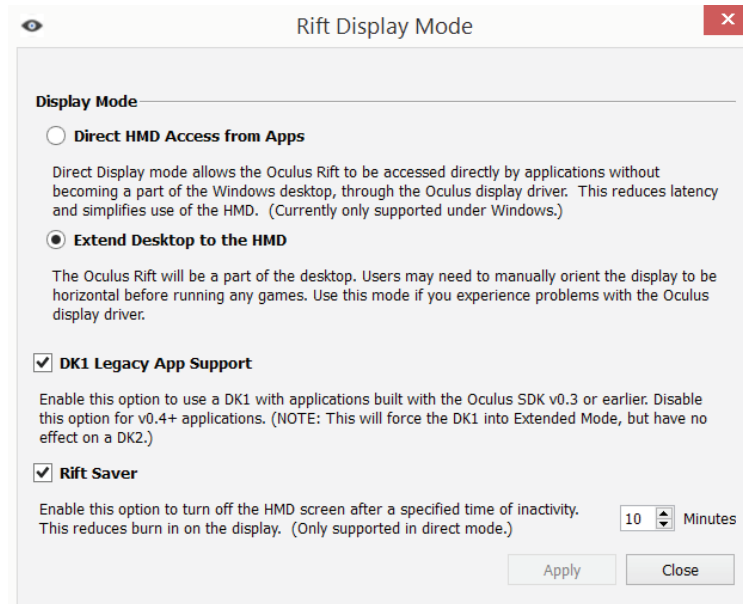 Rift Display Mode
Display Mode
Direct HMD Access from Apps
Direct Display mode allows the Oculus Rift to be accessed directly by applications without
becoming a part of the Windows desktop, through the Oculus display driver.  This reduces latency
and simplifies use of the HMD.  (Currently only supported under Windows.)
Extend Desktop to the HMD
The Oculus Rift will be a part of the desktop. Users may need to manually orient the display to be
horizontal before running any games. Use this mode if you experience problems with the Oculus
display driver.
DK1 Legacy App Support
Enable this option to use a DK1 with applications built with the Oculus SDK v0.3 or earlier. Disable
this option for v0.4+ applications. (NOTE: This will force the DK1 into Extended Mode, but have no
effect on a DK2.)
Rift Saver
Enable this option to turn off the HMD screen after a specified time of inactivity.
This reduces burn in on the display.  (Only supported in direct mode.)
10 Minutes
Apply Close